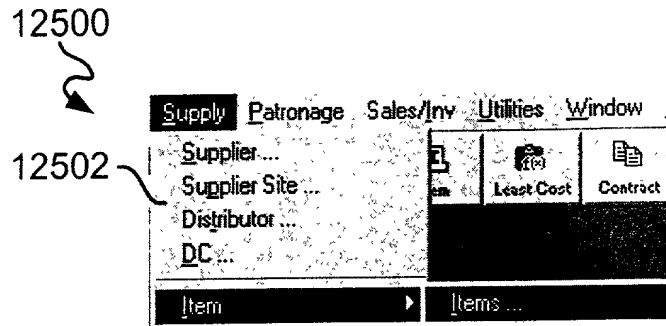 12500
Supply Patronage Sales/Inv Utilities Window
12502
Supplier ...
Supplier Site ...
Distributor ...
DC ...
Least Cost Contract
Item Items ...